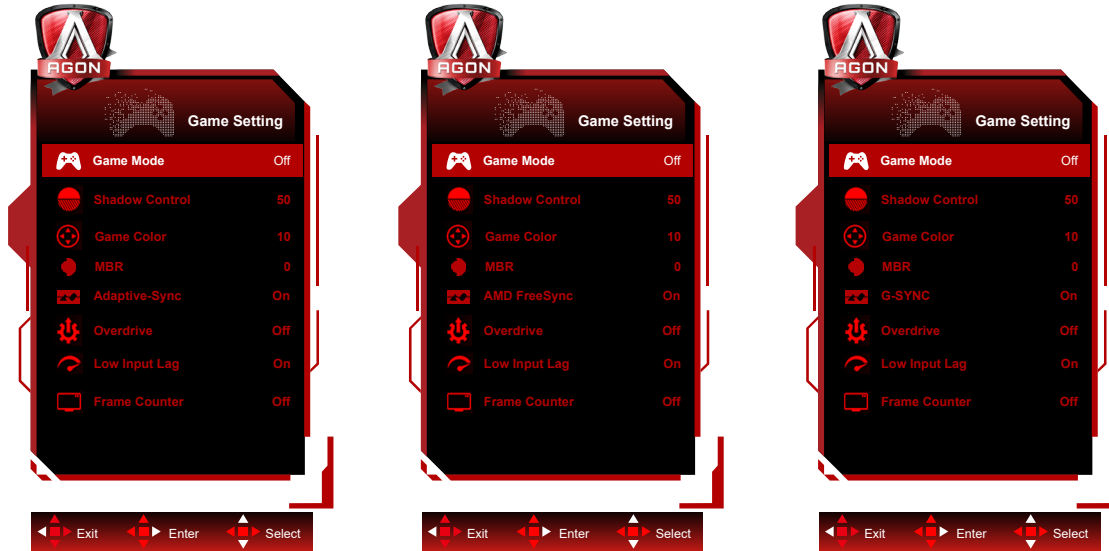 AGON
Game Setting
Game Mode Off
Shadow Control 50
Game Color 10
MBR 0
Adaptive-Sync On
Overdrive Off
Low Input Lag On
Frame Counter Off
Exit Enter Select
AGON
Game Setting
Game Mode Off
Shadow Control 50
Game Color 10
MBR 0
AMD FreeSync On
Overdrive Off
Low Input Lag On
Frame Counter Off
Exit Enter Select
AGON
Game Setting
Game Mode Off
Shadow Control 50
Game Color 10
MBR 0
G-SYNC On
Overdrive Off
Low Input Lag On
Frame Counter Off
Exit Enter Select